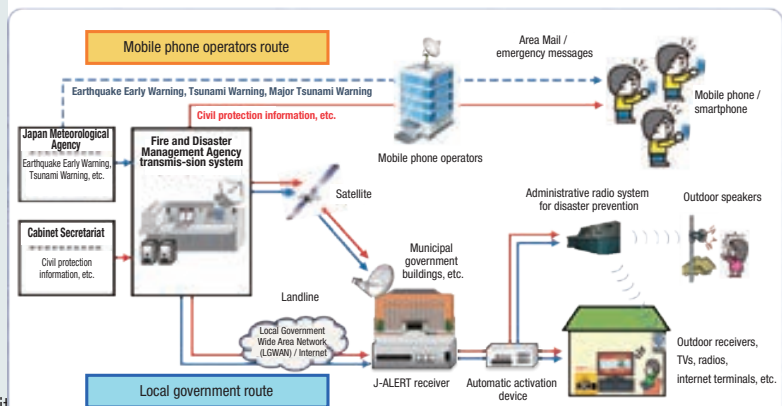 Mobile phone operators route
Area Mail /
emergency messages
Earthquake Early Warning, Tsunami Warning, Major Tsunami Warning
Civil protection information, etc.
Mobile phone /
smartphone
Mobile phone operators
Japan Meteorological
Agency
Earthquake Early Warning,
Tsunami Warning, etc.
Fire and Disaster
Management Agency
transmis-sion system
Satellite
Administrative radio system
for disaster prevention
Outdoor speakers
Cabinet Secretariat
Civil protection
information, etc.
Municipal
government
buildings, etc.
Landline
Local Government
Wide Area Network
(LGWAN) / Internet
J-ALERT receiver
Automatic activation
device
Outdoor receivers,
TVs, radios,
internet terminals, etc.
Local government route